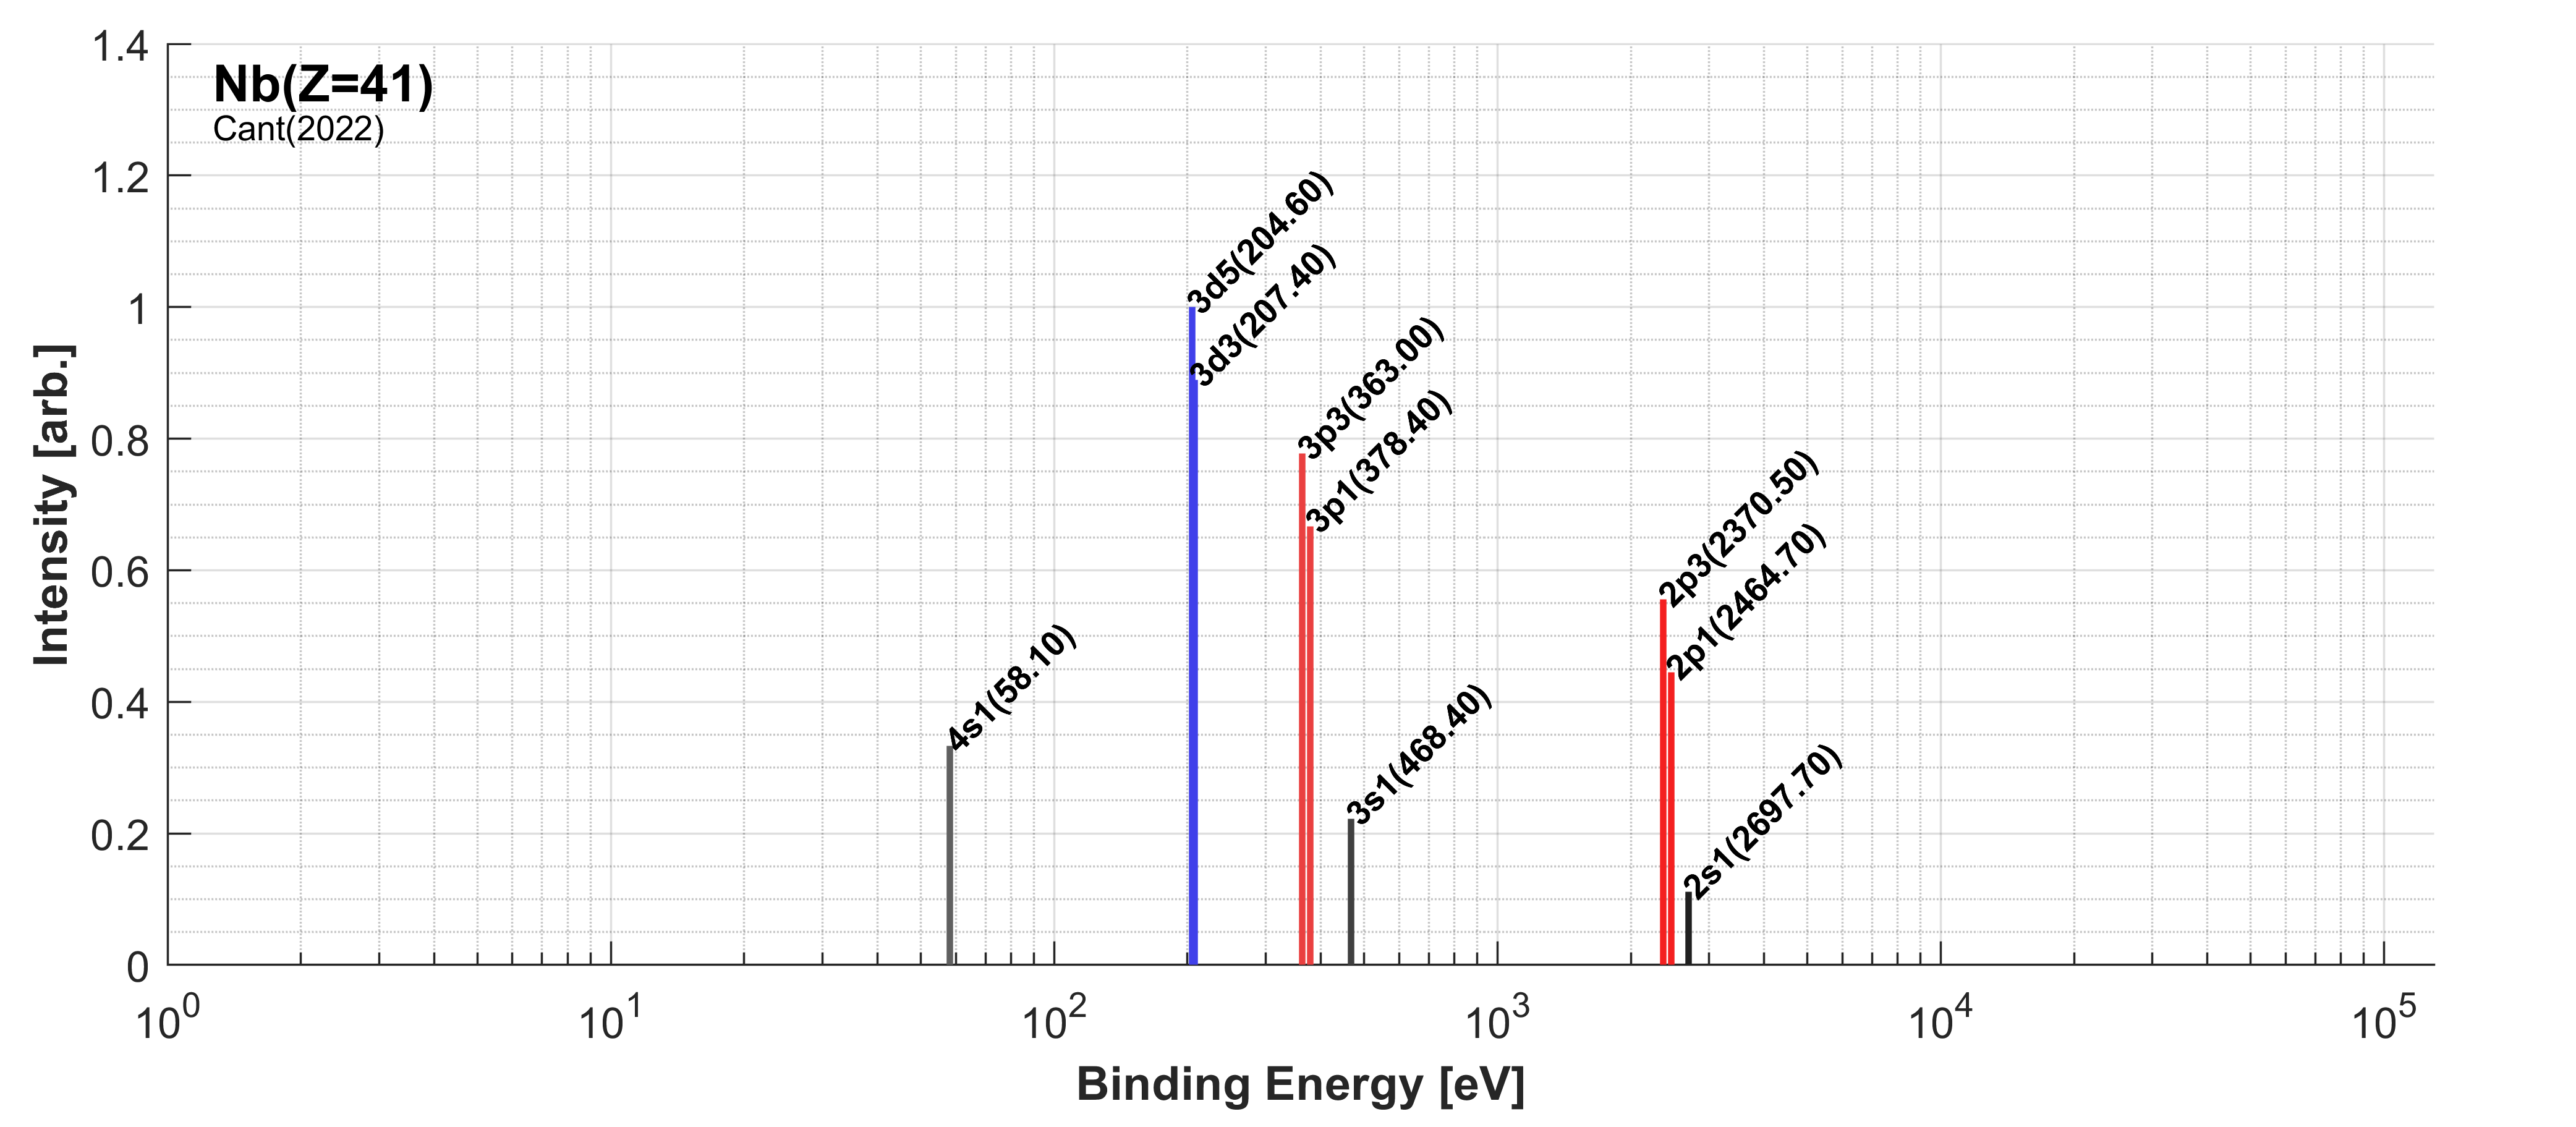 Nb(Z=41)
Cant(2022)
1.4
1.2
1
0.8
0.6
0.4
0.2
0
Intensity [arb.]
4s1(58.10)
3d5(204.60)
3d3(207.40)
3p3(363.00)
3p1(378.40)
3s1(468.40)
2p3(2370.50)
2p1(2464.70)
2s1(2697.70)
10^0 10^1 10^2 10^3 10^4 10^5
Binding Energy [eV]